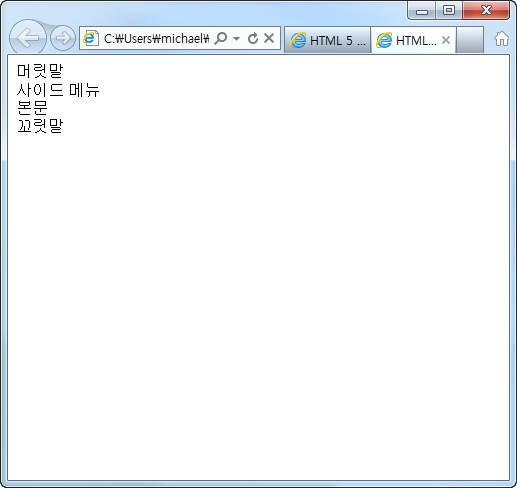 C:₩Users₩michael₩
HTML 5 ...
HTML...
머릿말
사이드 메뉴
본문
꼬릿말